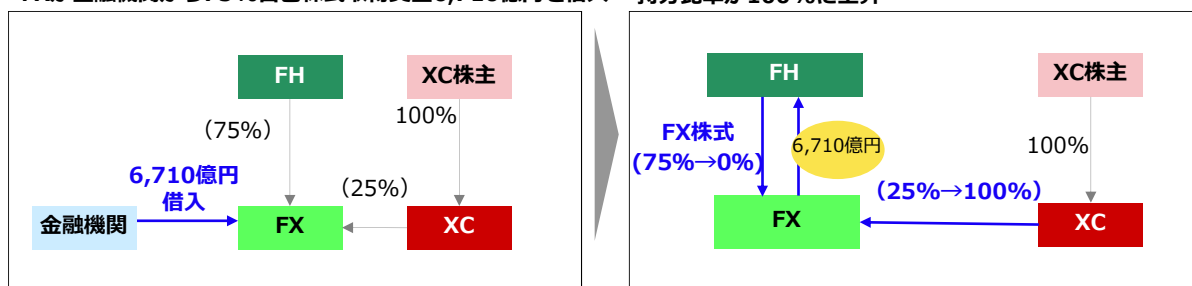 FH
XC株主
(75%)
100%
6,710億円
借入
(25%)
金融機関
FX
XC
FH
XC株主
FX株式
(75%→0%)
6,710億円
100%
(25%→100%)
FX
XC